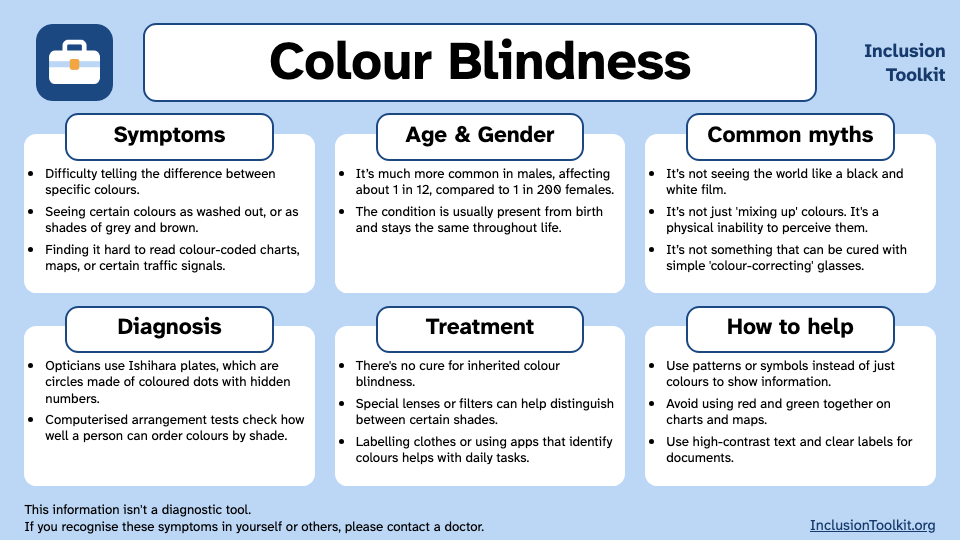 Colour Blindness
Inclusion
Toolkit
Symptoms
• Difficulty telling the difference between
specific colours.
• Seeing certain colours as washed out, or as
shades of grey and brown.
• Finding it hard to read colour-coded charts,
maps, or certain traffic signals.
Age & Gender
• It's much more common in males, affecting
about 1 in 12, compared to 1 in 200 females.
• The condition is usually present from birth
and stays the same throughout life.
Common myths
• It's not seeing the world like a black and
white film.
• It's not just 'mixing up' colours. It's a
physical inability to perceive them.
• It's not something that can be cured with
simple 'colour-correcting' glasses.
Diagnosis
• Opticians use Ishihara plates, which are
circles made of coloured dots with hidden
numbers.
• Computerised arrangement tests check how
well a person can order colours by shade.
Treatment
• There's no cure for inherited colour
blindness.
• Special lenses or filters can help distinguish
between certain shades.
• Labelling clothes or using apps that identify
colours helps with daily tasks.
How to help
• Use patterns or symbols instead of just
colours to show information.
• Avoid using red and green together on
charts and maps.
• Use high-contrast text and clear labels for
documents.
This information isn't a diagnostic tool.
If you recognise these symptoms in yourself or others, please contact a doctor.
InclusionToolkit.org